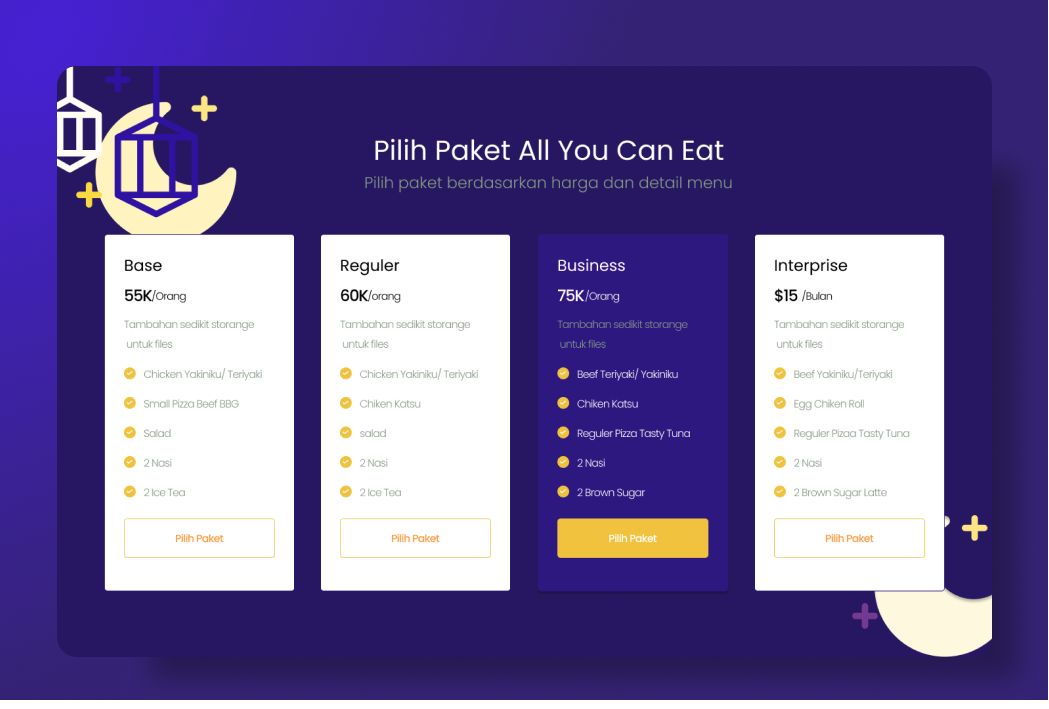 Pilih Paket All You Can Eat
Pilih paket berdasarkan harga dan detail menu
Base
55K/Orang
Tambahan sedikit storange
untuk files
Chicken Yakiniku/ Teriyaki
Small Pizza Beef BBG
Salad
2 Nasi
2 Ice Tea
Pilih Paket
Reguler
60K/orang
Tambahan sedikit storange
untuk files
Chicken Yakiniku/ Teriyaki
Chiken Katsu
salad
2 Nasi
2 Ice Tea
Pilih Paket
Business
75K/Orang
Tambahan sedikit storange
untuk files
Beef Teriyaki/ Yakiniku
Chiken Katsu
Reguler Pizza Tasty Tuna
2 Nasi
2 Brown Sugar
Pilih Paket
Interprise
$15 /Bulan
Tambahan sedikit storange
untuk files
Beef Yakiniku/Teriyaki
Egg Chiken Roll
Reguler Pizaa Tasty Tuna
2 Nasi
2 Brown Sugar Latte
Pilih Paket